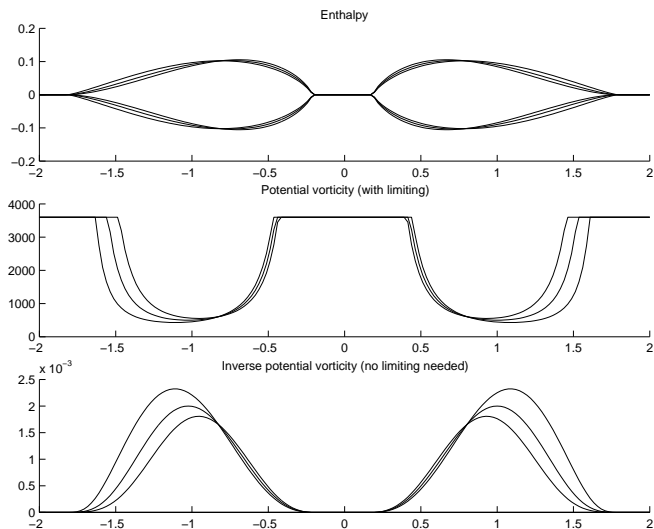 Enthalpy
0.2
0.1
0
−0.1
−0.2
−2 −1.5 −1 −0.5 0 0.5 1 1.5 2
Potential vorticity (with limiting)
4000
3000
2000
1000
0
−2 −1.5 −1 −0.5 0 0.5 1 1.5 2
x 10⁻³ Inverse potential vorticity (no limiting needed)
2.5
2
1.5
1
0.5
0
−2 −1.5 −1 −0.5 0 0.5 1 1.5 2